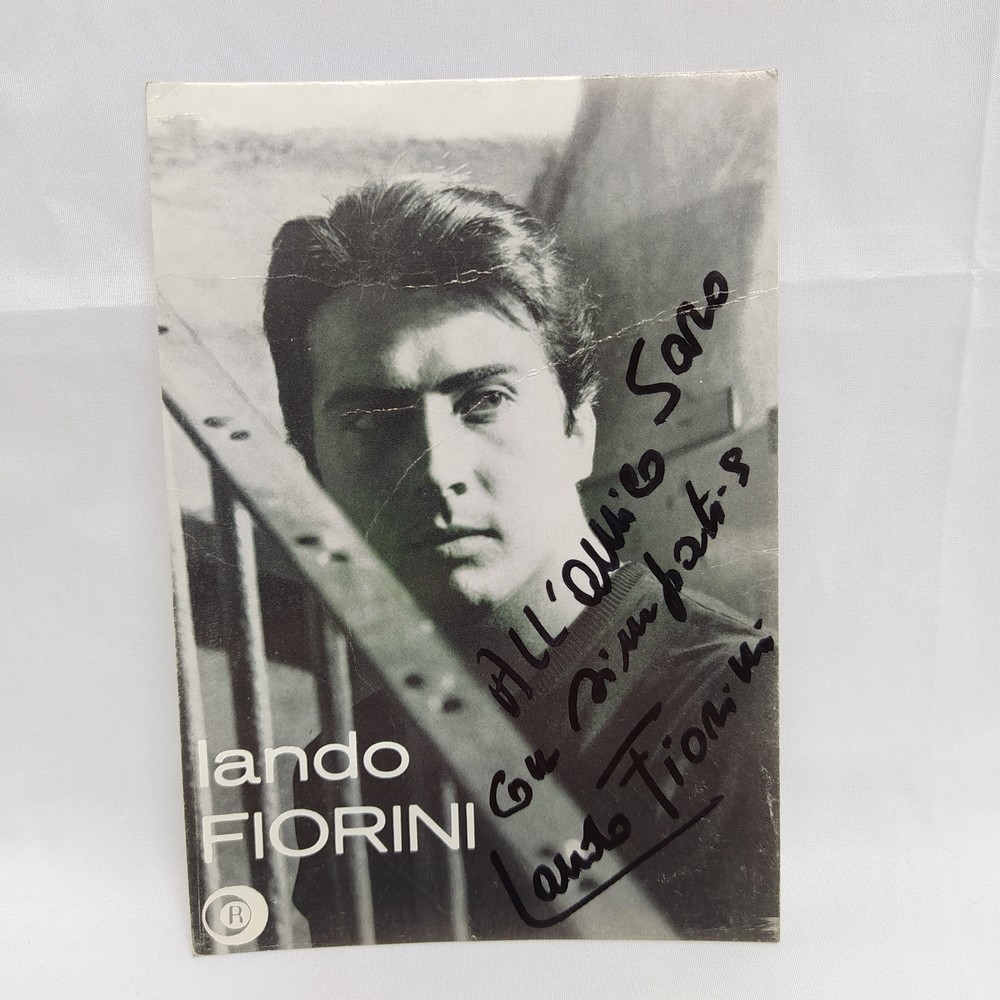 All'amico Saro
con simpatia
Lando Fiorini
lando
FIORINI
R